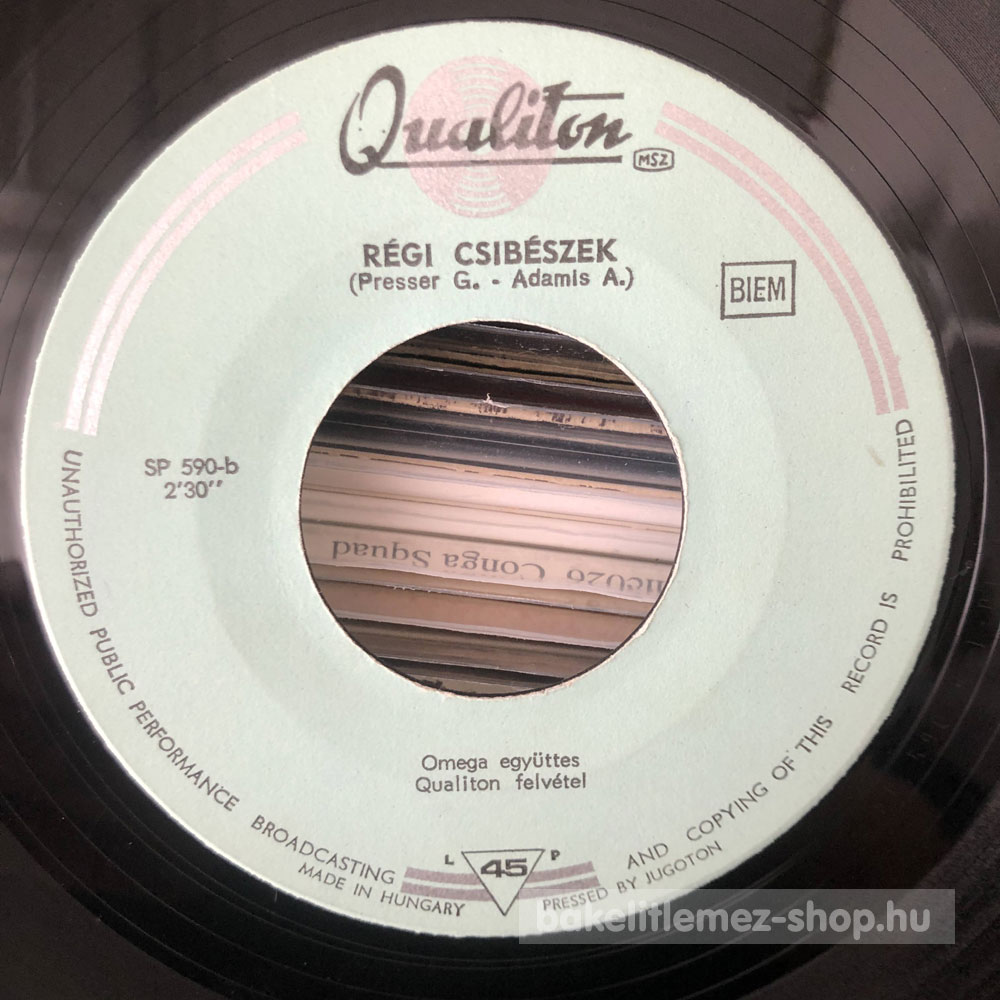 Qualiton
MSZ
RÉGI CSIBÉSZEK
(Presser G. - Adamis A.)
BIEM
SP 590-b
2'30''
Conga Squad
Omega együttes
Qualiton felvétel
UNAUTHORIZED PUBLIC PERFORMANCE BROADCASTING AND COPYING OF THIS RECORD IS PROHIBILITED
L 45 P
MADE IN HUNGARY
PRESSED BY JUGOTON
bakelitlemez-shop.hu